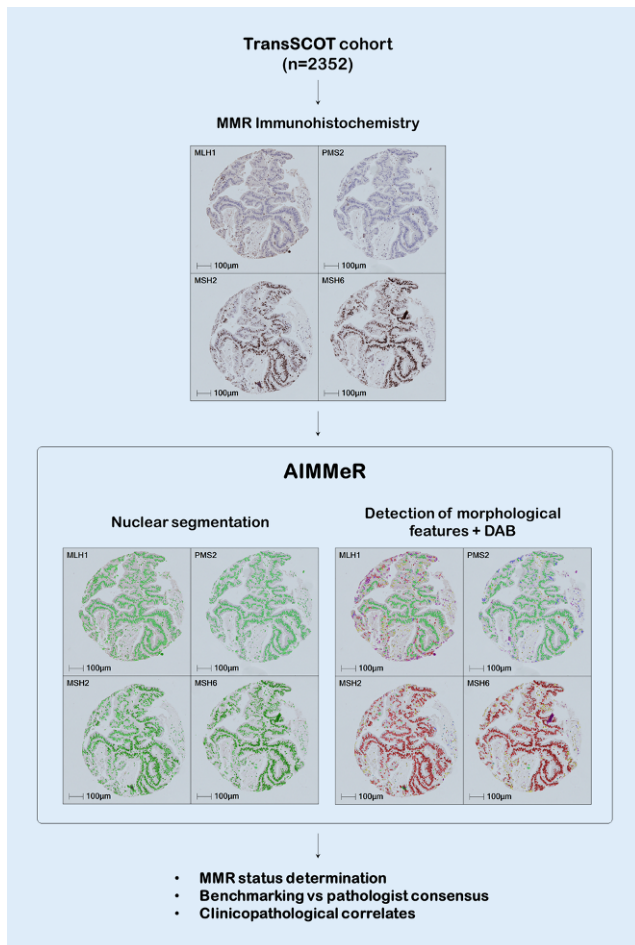 TransSCOT cohort
(n=2352)
MMR Immunohistochemistry
MLH1
PMS2
100µm
100µm
MSH2
MSH6
100µm
100µm
AIMMeR
Nuclear segmentation
Detection of morphological
features + DAB
MLH1
PMS2
100µm
100µm
MSH2
MSH6
100µm
100µm
MLH1
PMS2
100µm
100µm
MSH2
MSH6
100µm
100µm
• MMR status determination
• Benchmarking vs pathologist consensus
• Clinicopathological correlates